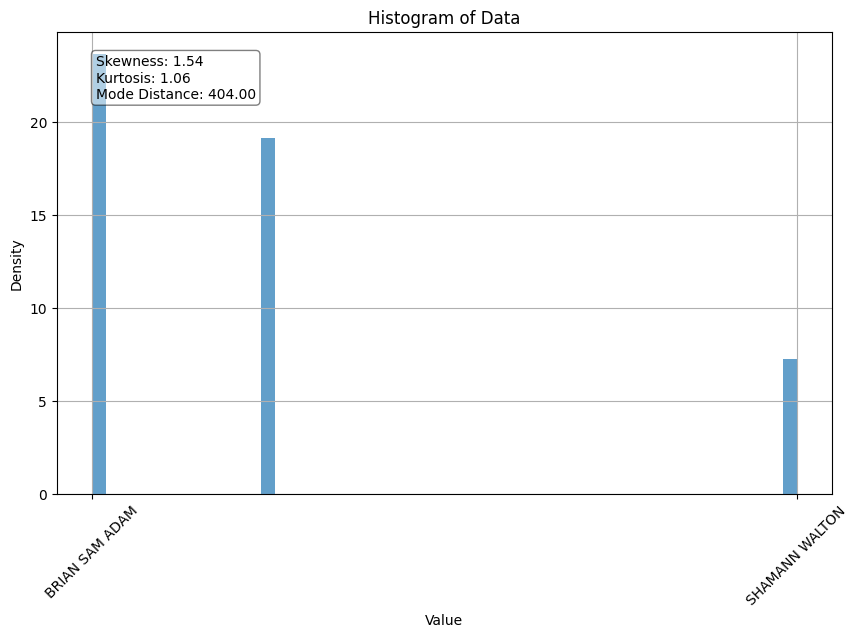 Histogram of Data
Skewness: 1.54
Kurtosis: 1.06
Mode Distance: 404.00
Density
20
15
10
5
0
BRIAN SAM ADAM
SHAMANN WALTON
Value